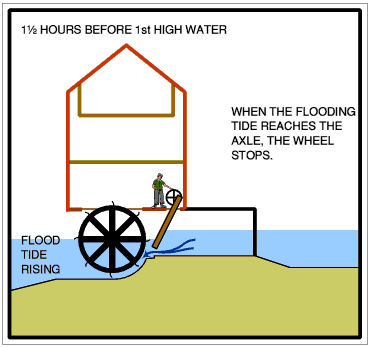 1½ HOURS BEFORE 1st HIGH WATER
WHEN THE FLOODING
TIDE REACHES THE
AXLE, THE WHEEL
STOPS.
FLOOD
TIDE
RISING